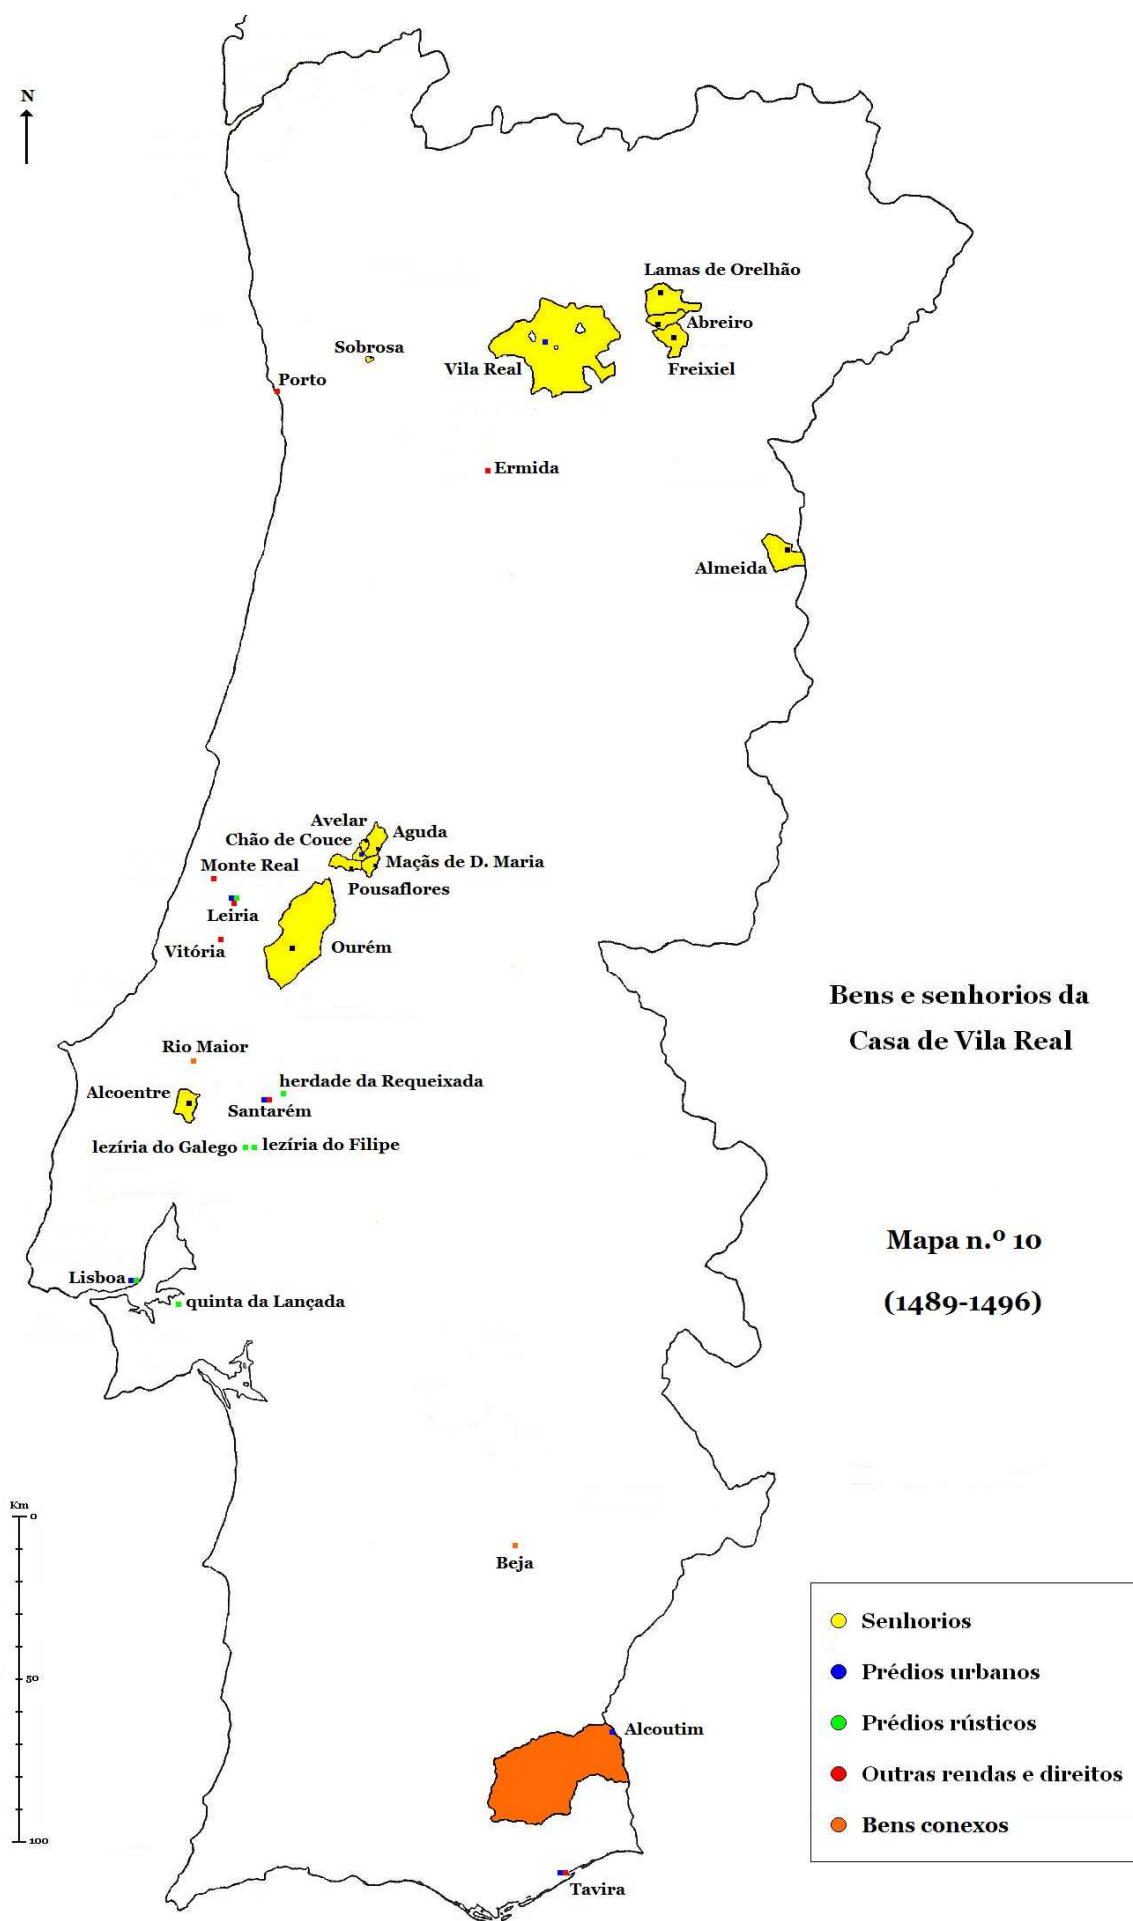 N
Lamas de Orelhão
Abreiro
Sobrosa
Vila Real
Freixiel
Porto
Ermida
Almeida
Avelar
Aguda
Chão de Couce
Maçãs de D. Maria
Monte Real
Pousaflores
Leiria
Vitória
Ourém
Bens e senhorios da
Casa de Vila Real
Rio Maior
herdade da Requeixada
Alcoentre
Santarém
lezíria do Galego
lezíria do Filipe
Mapa n.º 10
(1489-1496)
Lisboa
quinta da Lançada
Km
0
50
100
Beja
Alcoutim
Tavira
Senhorios
Prédios urbanos
Prédios rústicos
Outras rendas e direitos
Bens conexos